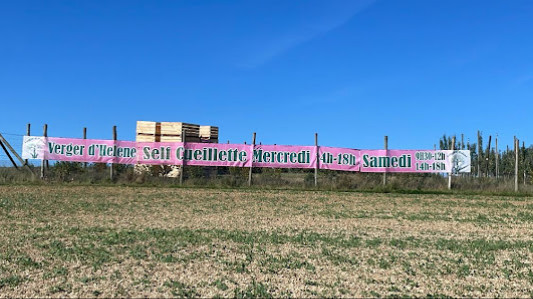 Verger d'Helene Self Cueillette Mercredi 14h-18h Samedi 9H30-12h
14h-18h